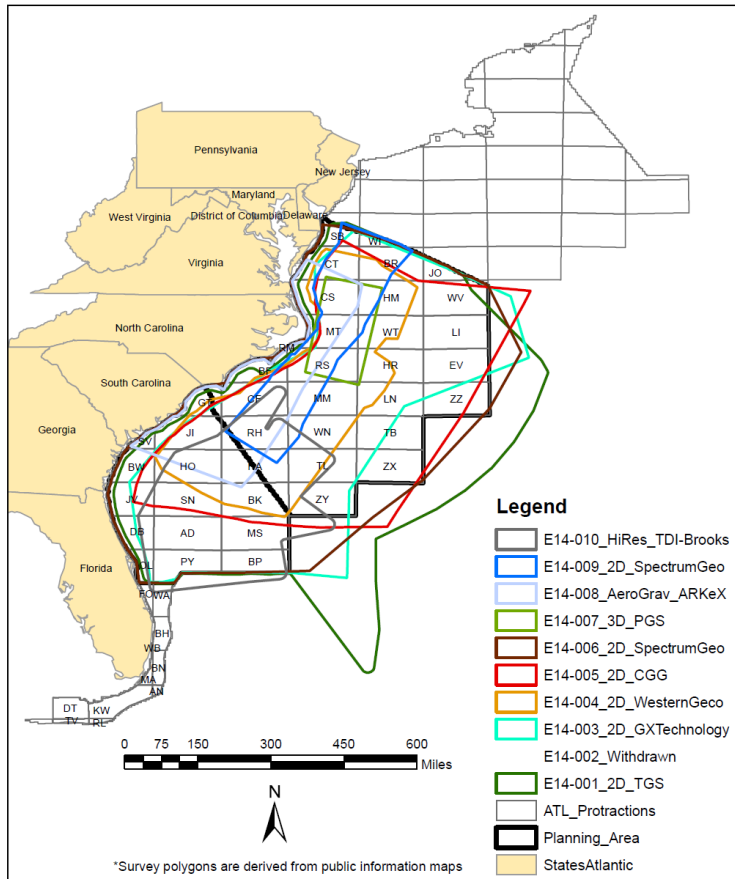 Pennsylvania
New Jersey
Maryland
West Virginia
District of Columbia
Delaware
Virginia
North Carolina
South Carolina
Georgia
Florida
SB
WI
CT
BR
JO
CS
HM
WV
MT
WT
LI
RM
RS
HR
EV
BF
GT
CF
MM
LN
ZZ
SV
JI
RH
WN
TB
BW
HO
RA
TI
ZX
JV
SN
BK
ZY
DB
AD
MS
OL
PY
BP
FO
WA
BH
WB
BN
MA
AN
DT
KW
TV
RL
Legend
E14-010_HiRes_TDI-Brooks
E14-009_2D_SpectrumGeo
E14-008_AeroGrav_ARKeX
E14-007_3D_PGS
E14-006_2D_SpectrumGeo
E14-005_2D_CGG
E14-004_2D_WesternGeco
E14-003_2D_GXTechnology
E14-002_Withdrawn
E14-001_2D_TGS
ATL_Protractions
Planning_Area
StatesAtlantic
0 75 150 300 450 600
Miles
N
*Survey polygons are derived from public information maps